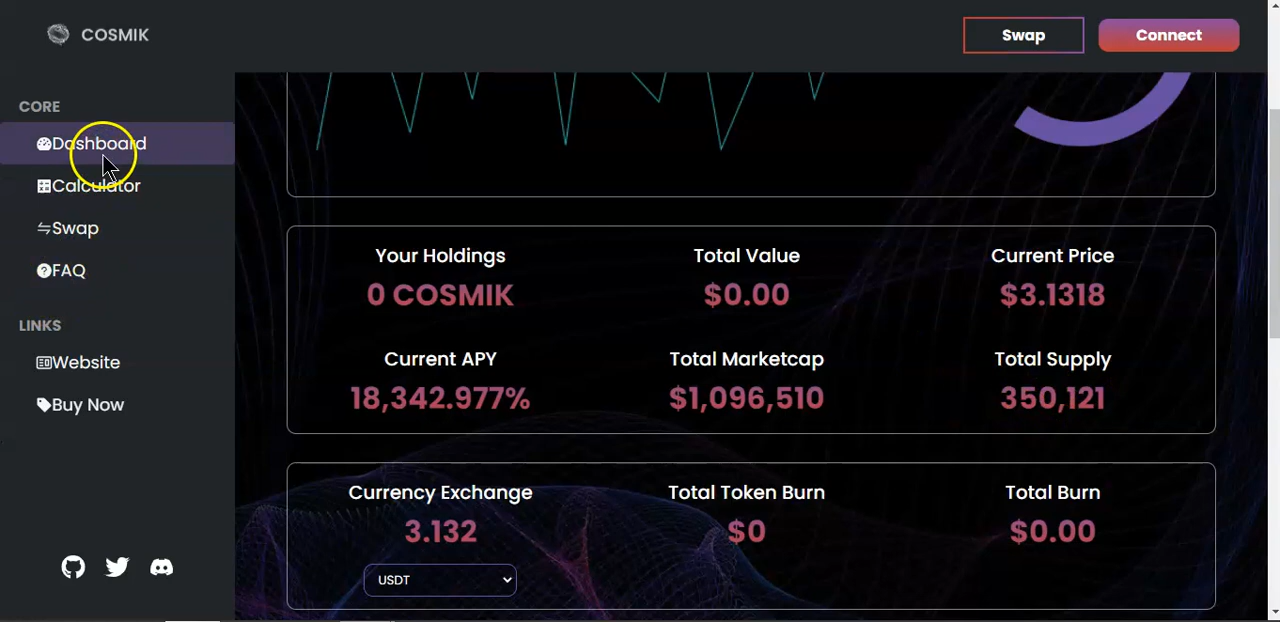 COSMIK
Swap
Connect
CORE
Dashboard
Calculator
Swap
FAQ
LINKS
Website
Buy Now
Your Holdings
Total Value
Current Price
0 COSMIK
$0.00
$3.1318
Current APY
Total Marketcap
Total Supply
18,342.977%
$1,096,510
350,121
Currency Exchange
Total Token Burn
Total Burn
3.132
$0
$0.00
USDT